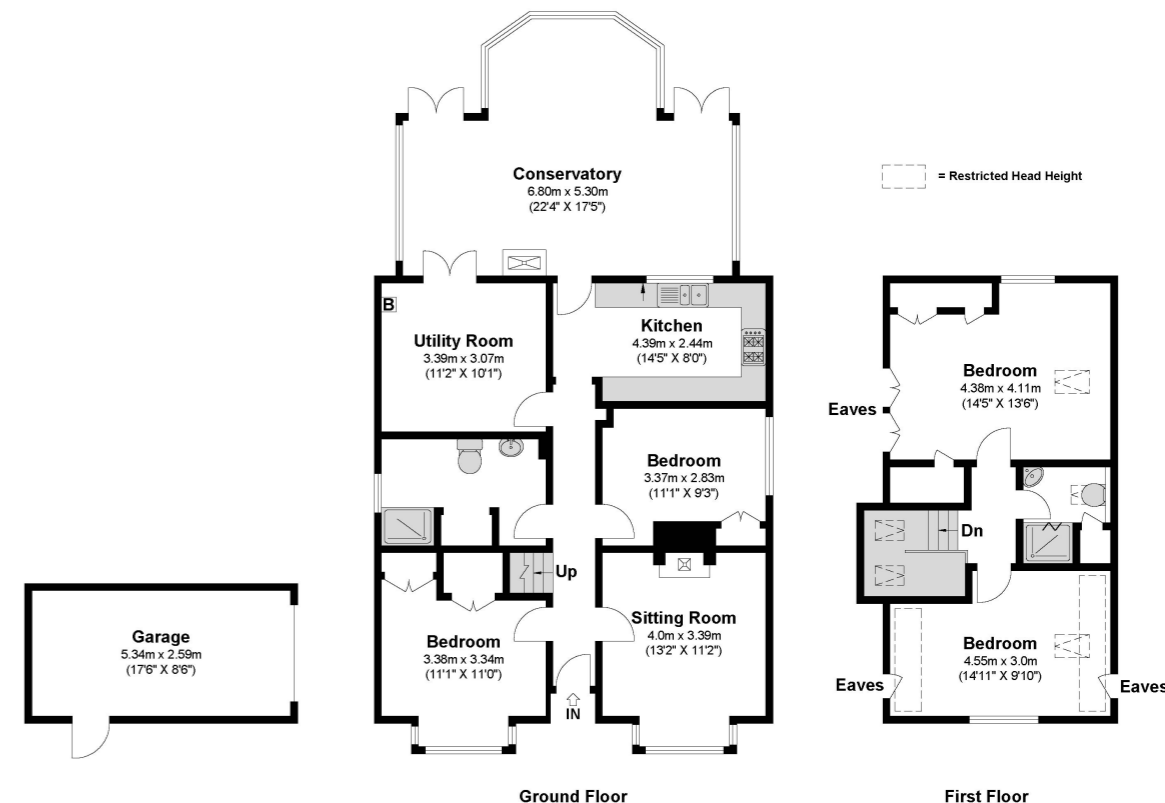 Conservatory
6.80m x 5.30m
(22'4" X 17'5")
= Restricted Head Height
B
Utility Room
3.39m x 3.07m
(11'2" X 10'1")
Kitchen
4.39m x 2.44m
(14'5" X 8'0")
Bedroom
3.37m x 2.83m
(11'1" X 9'3")
Up
Bedroom
3.38m x 3.34m
(11'1" X 11'0")
Sitting Room
4.0m x 3.39m
(13'2" X 11'2")
IN
Garage
5.34m x 2.59m
(17'6" X 8'6")
Bedroom
4.38m x 4.11m
(14'5" X 13'6")
Eaves
Dn
Bedroom
4.55m x 3.0m
(14'11" X 9'10")
Eaves
Eaves
Ground Floor
First Floor